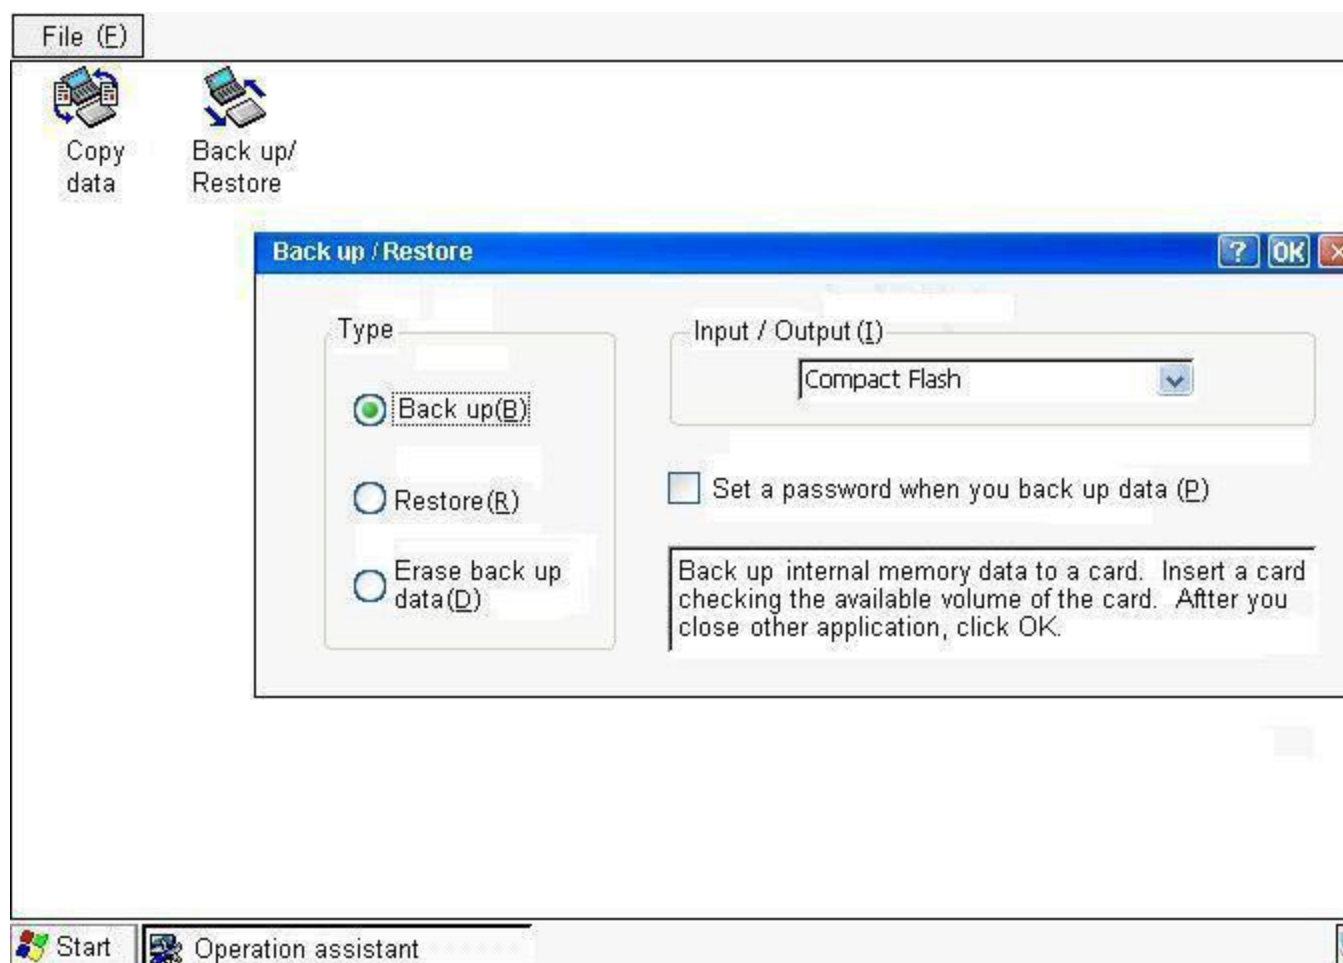 File (F)
Copy
data
Back up/
Restore
Back up / Restore
? OK
Type
Back up(B)
Restore(R)
Erase back up
data(D)
Input / Output (I)
Compact Flash
Set a password when you back up data (P)
Back up internal memory data to a card. Insert a card
checking the available volume of the card. Aftter you
close other application, click OK.
Start
Operation assistant